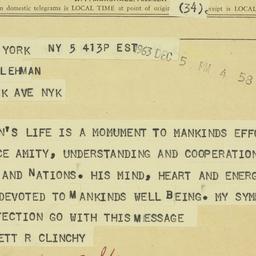 on domestic telegrams is LOCAL TIME at point of origin
receipt is LOCAL
(34).
YORK NY 5 413P EST
1963 DEC 5 PM 4 53
LEHMAN
K AVE NYK
N'S LIFE IS A MOMUMENT TO MANKINDS EFFO
CE AMITY, UNDERSTANDING AND COOPERATION
AND NATIONS. HIS MIND, HEART AND ENERG
DEVOTED TO MANKINDS WELL BEING. MY SYM
FECTION GO WITH THIS MESSAGE
ETT R CLINCHY